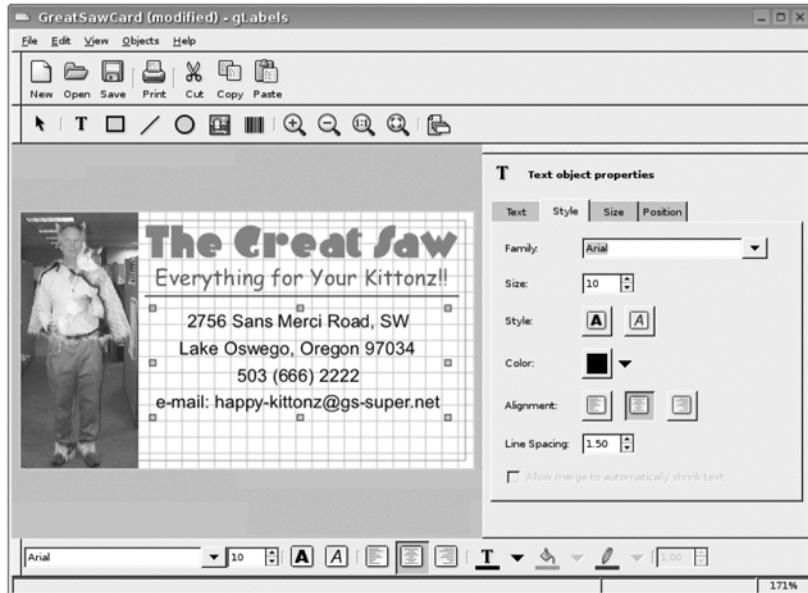 GreatSawCard (modified) - gLabels
File Edit View Objects Help
New Open Save Print Cut Copy Paste
T 1:1
T Text object properties
Text Style Size Position
Family: Arial
Size: 10
Style: A A
Color:
Alignment:
Line Spacing: 1.50
Allow merge to automatically shrink text
The Great Saw
Everything for Your Kittonz!!
2756 Sans Merci Road, SW
Lake Oswego, Oregon 97034
503 (666) 2222
e-mail: happy-kittonz@gs-super.net
Arial 10 A A T 1.00
171%